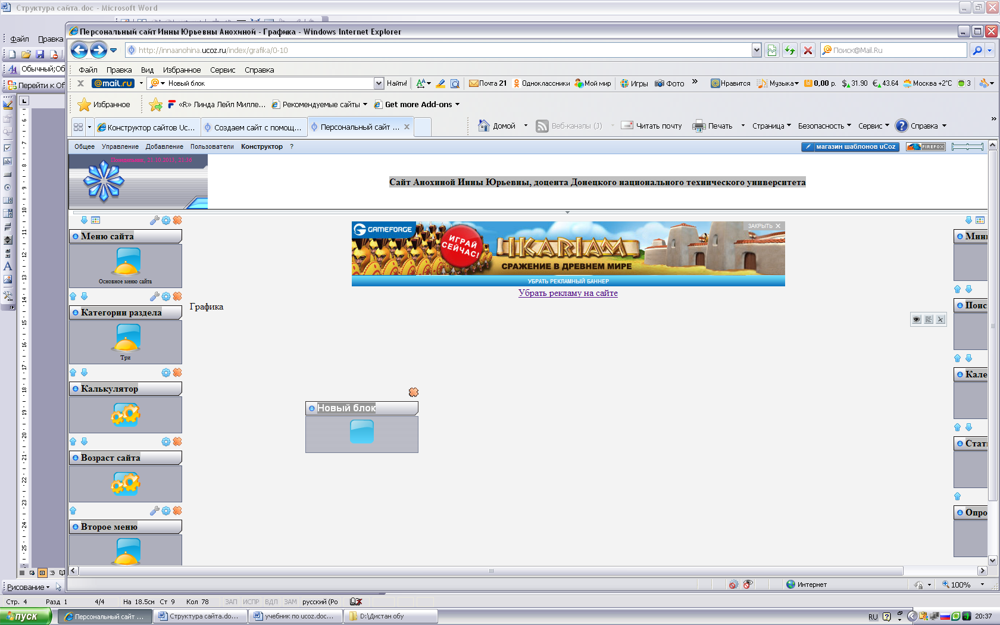 Структура сайта.doc - Microsoft Word
Файл Правка
Обычный;Об
Перейти к Of
Персональный сайт Инны Юрьевны Анохиной - Графика - Windows Internet Explorer
http://innaanohina.ucoz.ru/index/grafika/0-10
Поиск@Mail.Ru
Файл Правка Вид Избранное Сервис Справка
@mail.ru Новый блок Найти! Почта 21 Одноклассники Мой мир Игры Фото » Нравится Музыка 0,00 р. $ 31.90 € 43.64 Москва +2°C 3
Избранное «R» Линда Лейл Милле... Рекомендуемые сайты Get more Add-ons
Конструктор сайтов Uc... Создаем сайт с помощ... Персональный сайт ... Домой Веб-каналы (J) Читать почту Печать Страница Безопасность Сервис Справка »
Общее Управление Добавление Пользователи Конструктор ? магазин шаблонов uCoz FIREFOX
Сайт Анохиной Инны Юрьевны, доцента Донецкого национального технического университета
Меню сайта
Основное меню сайта
Категории раздела
Три
Калькулятор
Возраст сайта
Второе меню
GAMEFORGE
ЗАКРЫТЬ X
ИГРАЙ СЕЙЧАС!
IKARIAM
СРАЖЕНИЕ В ДРЕВНЕМ МИРЕ
УБРАТЬ РЕКЛАМНЫЙ БАННЕР
Убрать рекламу на сайте
Графика
Новый блок
Мин
Поис
Кале
Стат
Опро
Интернет 100%
Рисование
Стр. 4 Разд 1 4/4 На 18.5см Ст 9 Кол 78 ЗАП ИСПР ВДЛ ЗАМ русский (Ро
пуск Персональный сайт ... Структура сайта.do... учебник по ucoz.doc... D:\Дистан обу RU 20:37